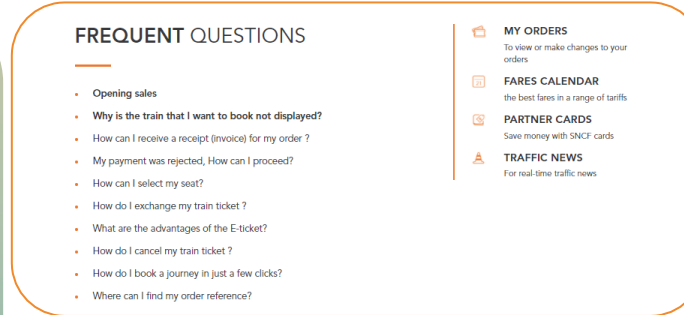 FREQUENT QUESTIONS
Opening sales
Why is the train that I want to book not displayed?
How can I receive a receipt (invoice) for my order ?
My payment was rejected, How can I proceed?
How can I select my seat?
How do I exchange my train ticket ?
What are the advantages of the E-ticket?
How do I cancel my train ticket ?
How do I book a journey in just a few clicks?
Where can I find my order reference?
MY ORDERS
To view or make changes to your
orders
FARES CALENDAR
the best fares in a range of tariffs
PARTNER CARDS
Save money with SNCF cards
TRAFFIC NEWS
For real-time traffic news